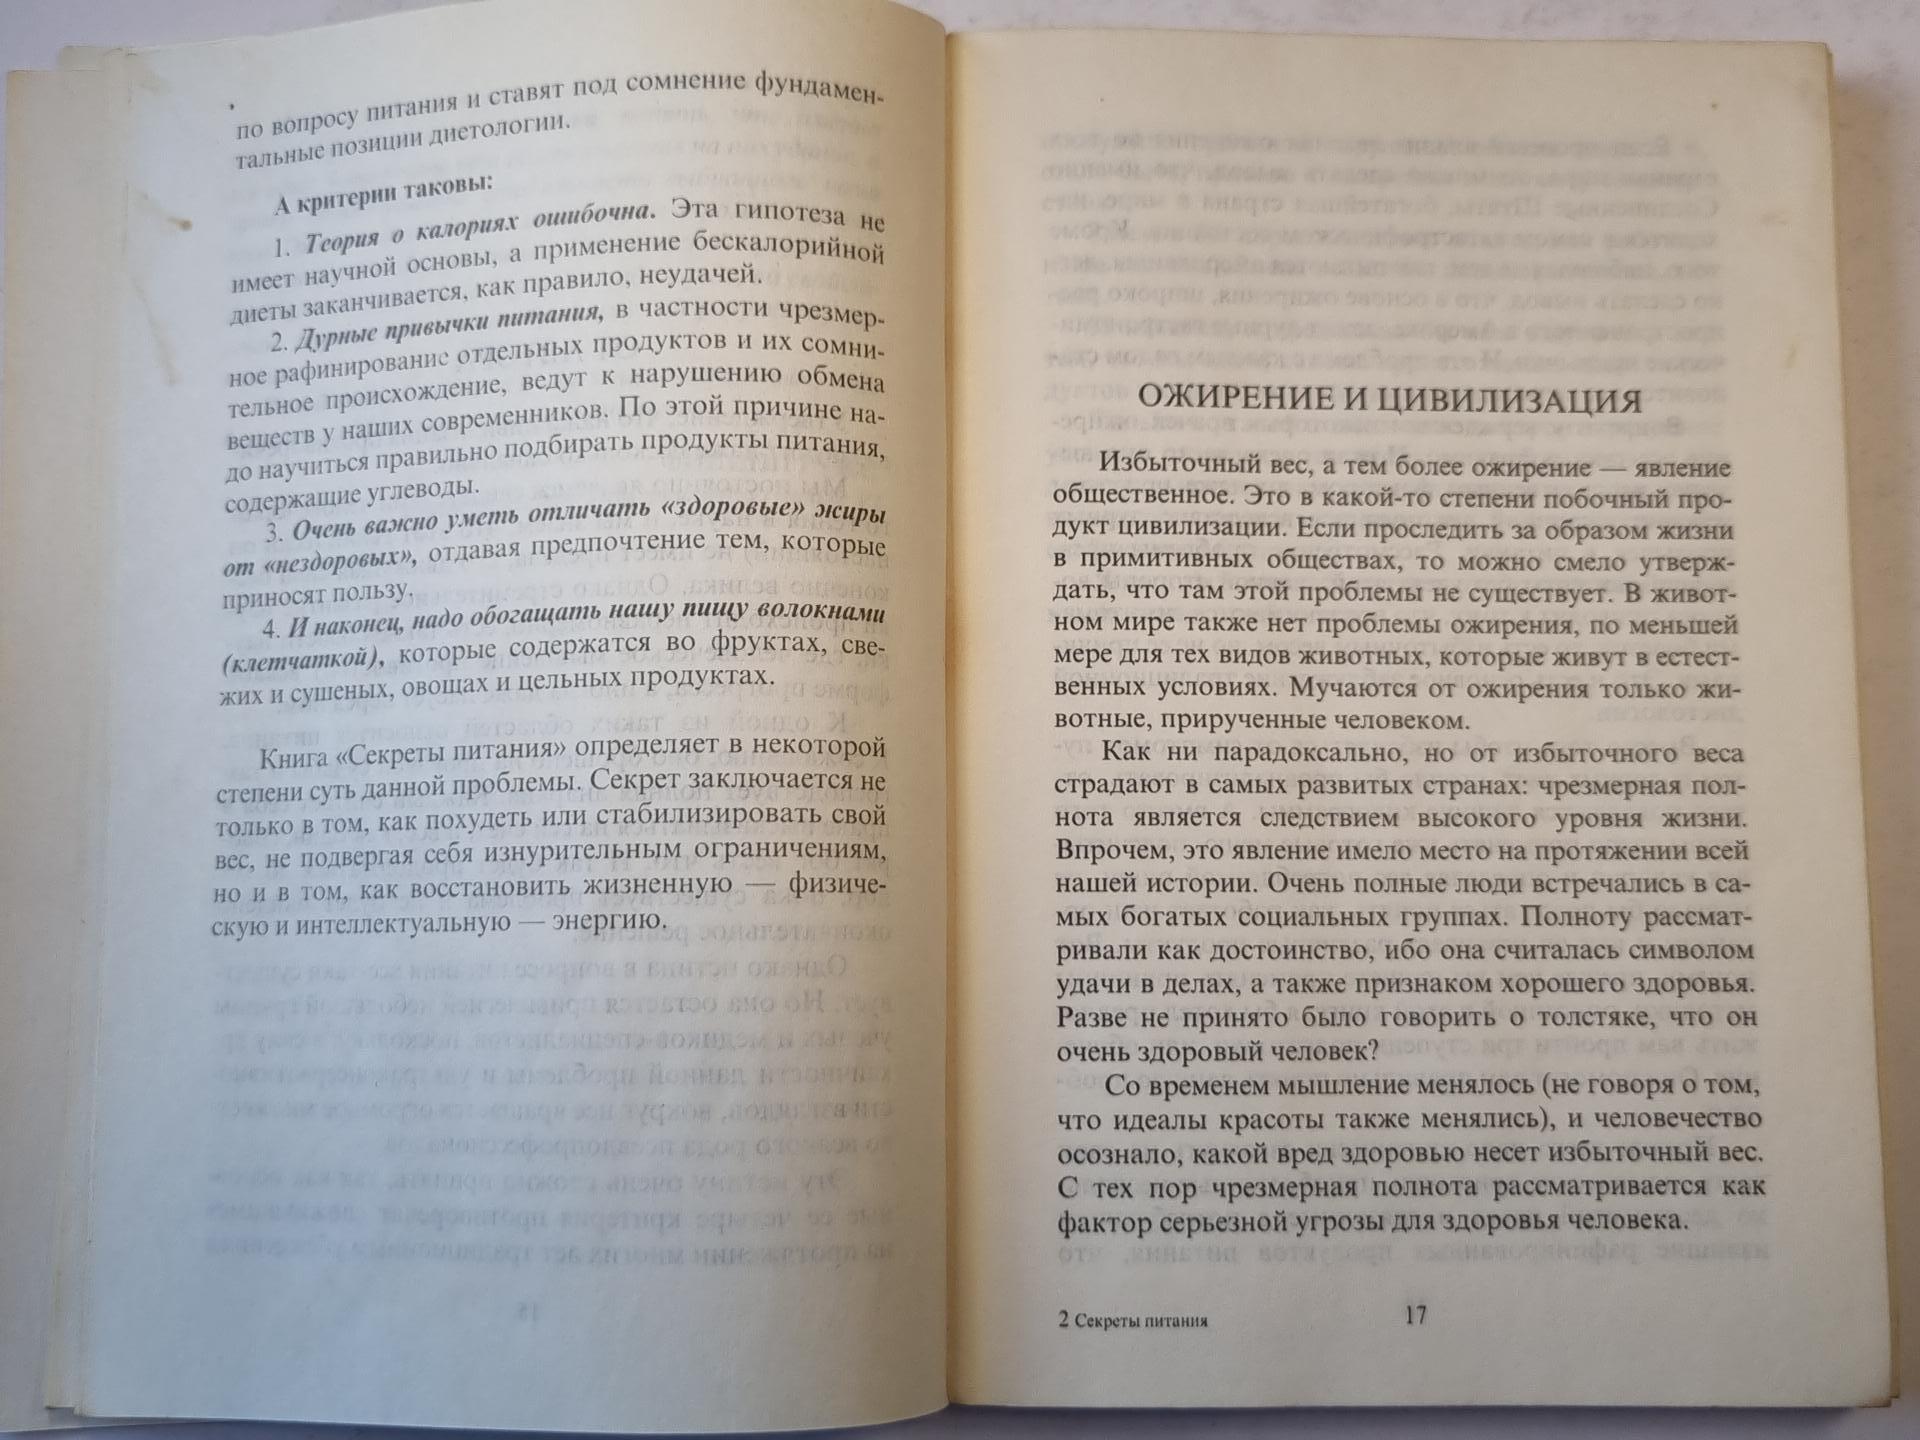 по вопросу питания и ставят под сомнение фундамен-
тальные позиции диетологии.
А критерии таковы:
1. Теория о калориях ошибочна. Эта гипотеза не
имеет научной основы, а применение бескалорийной
диеты заканчивается, как правило, неудачей.
2. Дурные привычки питания, в частности чрезмер-
ное рафинирование отдельных продуктов и их сомни-
тельное происхождение, ведут к нарушению обмена
веществ у наших современников. По этой причине на-
до научиться правильно подбирать продукты питания,
содержащие углеводы.
3. Очень важно уметь отличать «здоровые» жиры
от «нездоровых», отдавая предпочтение тем, которые
приносят пользу.
4. И наконец, надо обогащать нашу пищу волокнами
(клетчаткой), которые содержатся во фруктах, све-
жих и сушеных, овощах и цельных продуктах.
Книга «Секреты питания» определяет в некоторой
степени суть данной проблемы. Секрет заключается не
только в том, как похудеть или стабилизировать свой
вес, не подвергая себя изнурительным ограничениям,
но и в том, как восстановить жизненную — физиче-
скую и интеллектуальную — энергию.
ОЖИРЕНИЕ И ЦИВИЛИЗАЦИЯ
Избыточный вес, а тем более ожирение — явление
общественное. Это в какой-то степени побочный про-
дукт цивилизации. Если проследить за образом жизни
в примитивных обществах, то можно смело утверж-
дать, что там этой проблемы не существует. В живот-
ном мире также нет проблемы ожирения, по меньшей
мере для тех видов животных, которые живут в естест-
венных условиях. Мучаются от ожирения только жи-
вотные, прирученные человеком.
Как ни парадоксально, но от избыточного веса
страдают в самых развитых странах: чрезмерная пол-
нота является следствием высокого уровня жизни.
Впрочем, это явление имело место на протяжении всей
нашей истории. Очень полные люди встречались в са-
мых богатых социальных группах. Полноту рассмат-
ривали как достоинство, ибо она считалась символом
удачи в делах, а также признаком хорошего здоровья.
Разве не принято было говорить о толстяке, что он
очень здоровый человек?
Со временем мышление менялось (не говоря о том,
что идеалы красоты также менялись), и человечество
осознало, какой вред здоровью несет избыточный вес.
С тех пор чрезмерная полнота рассматривается как
фактор серьезной угрозы для здоровья человека.
2 Секреты питания
17